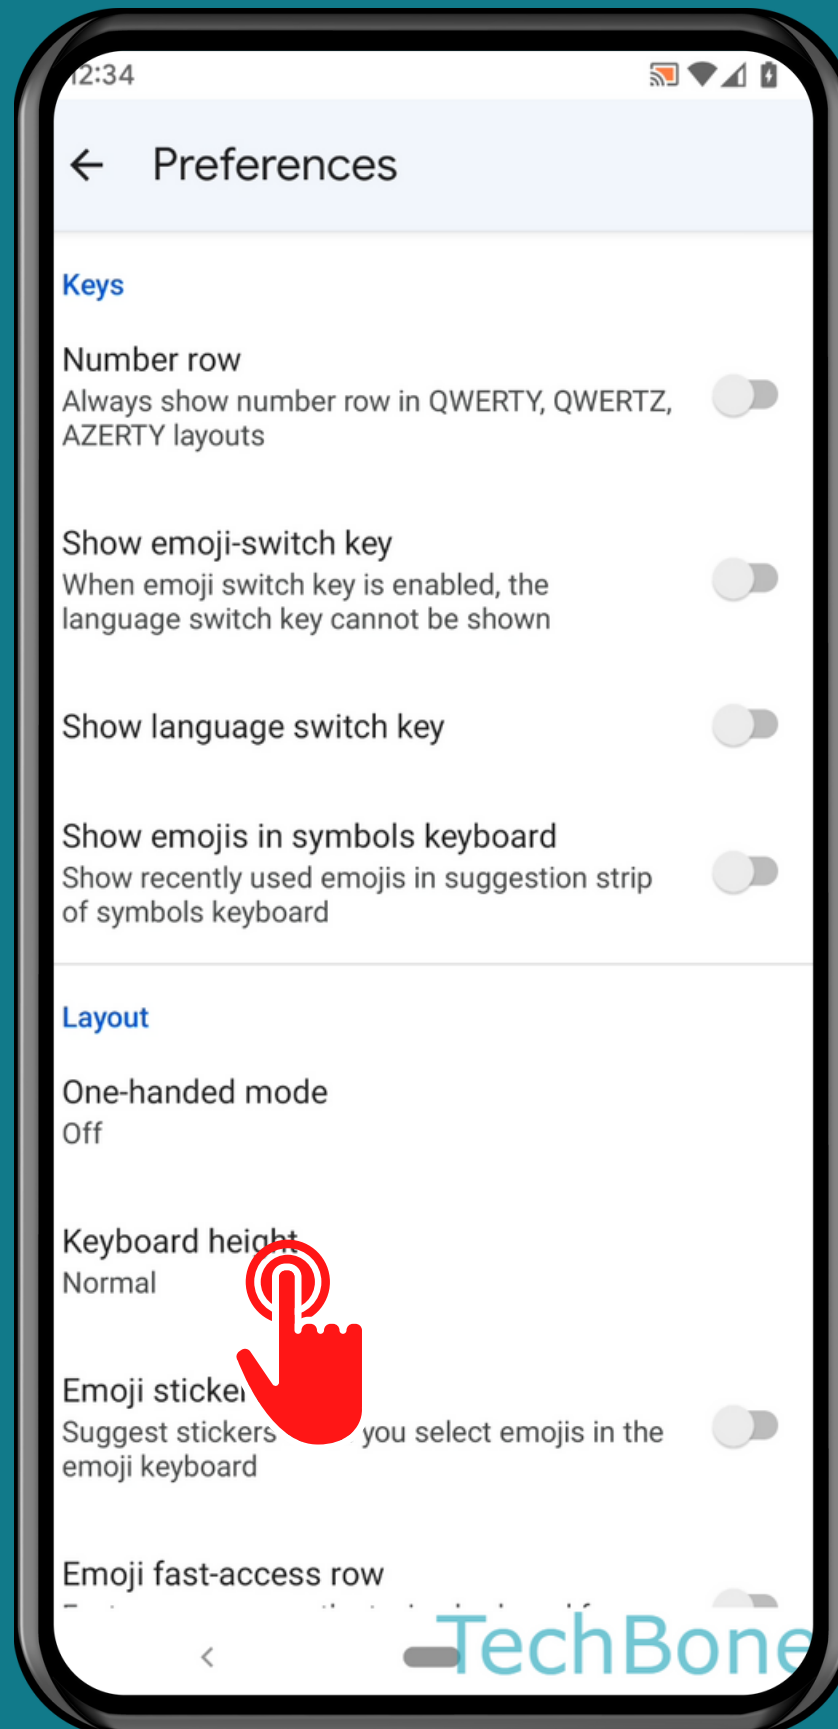 12:34
Preferences
Keys
Number row
Always show number row in QWERTY, QWERTZ,
AZERTY layouts
Show emoji-switch key
When emoji switch key is enabled, the
language switch key cannot be shown
Show language switch key
Show emojis in symbols keyboard
Show recently used emojis in suggestion strip
of symbols keyboard
Layout
One-handed mode
Off
Keyboard height
Normal
Emoji
Suggest stickers you select emojis in the
emoji keyboard
Emoji fast-access row
TechBone